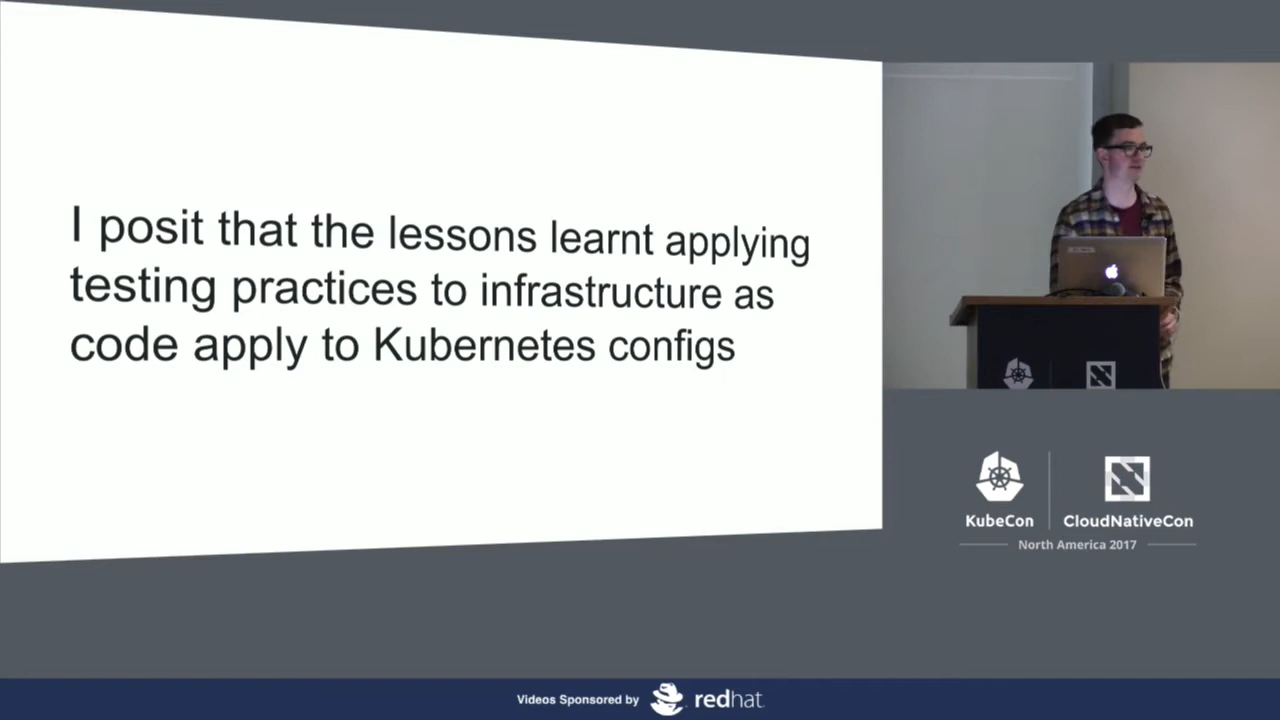 I posit that the lessons learnt applying
testing practices to infrastructure as
code apply to Kubernetes configs
KubeCon
CloudNativeCon
North America 2017
Videos Sponsored by redhat